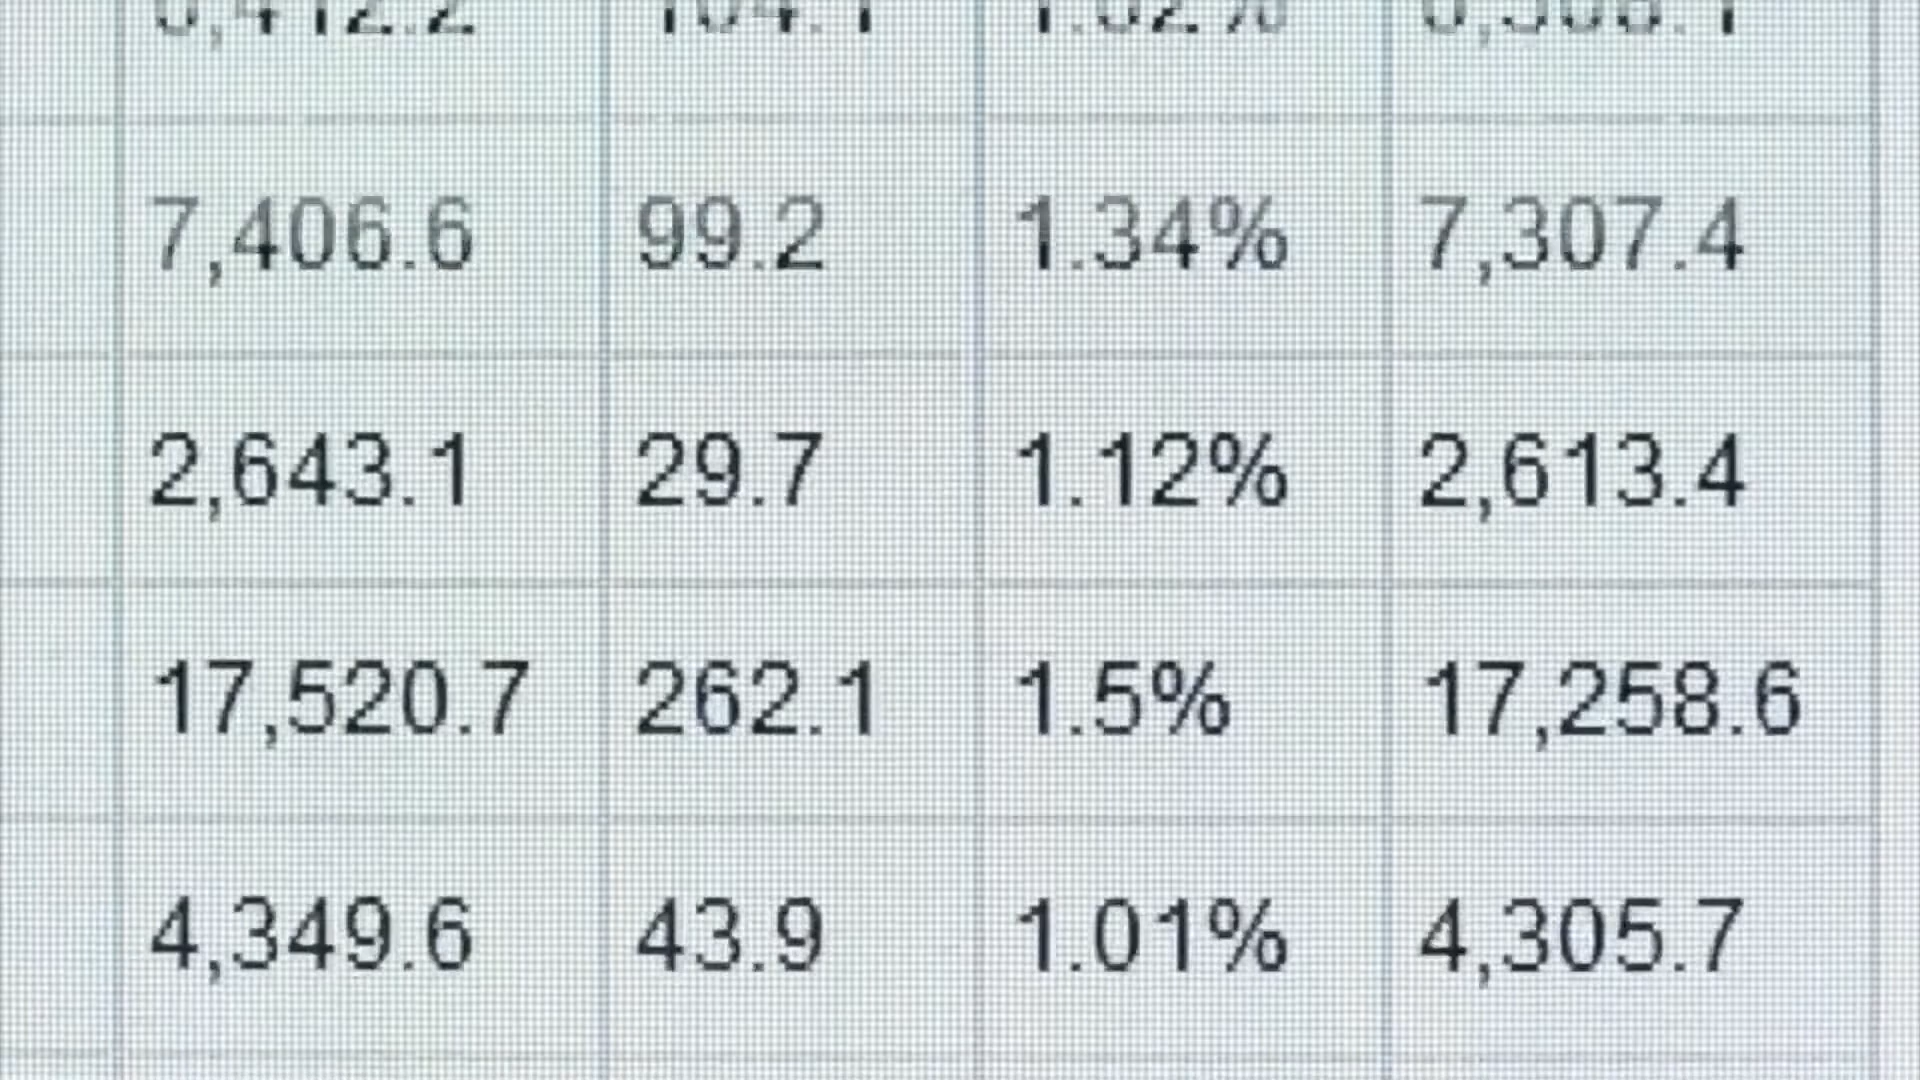 7,406.6 99.2 1.34% 7,307.4
2,643.1 29.7 1.12% 2,613.4
17,520.7 262.1 1.5% 17,258.6
4,349.6 43.9 1.01% 4,305.7